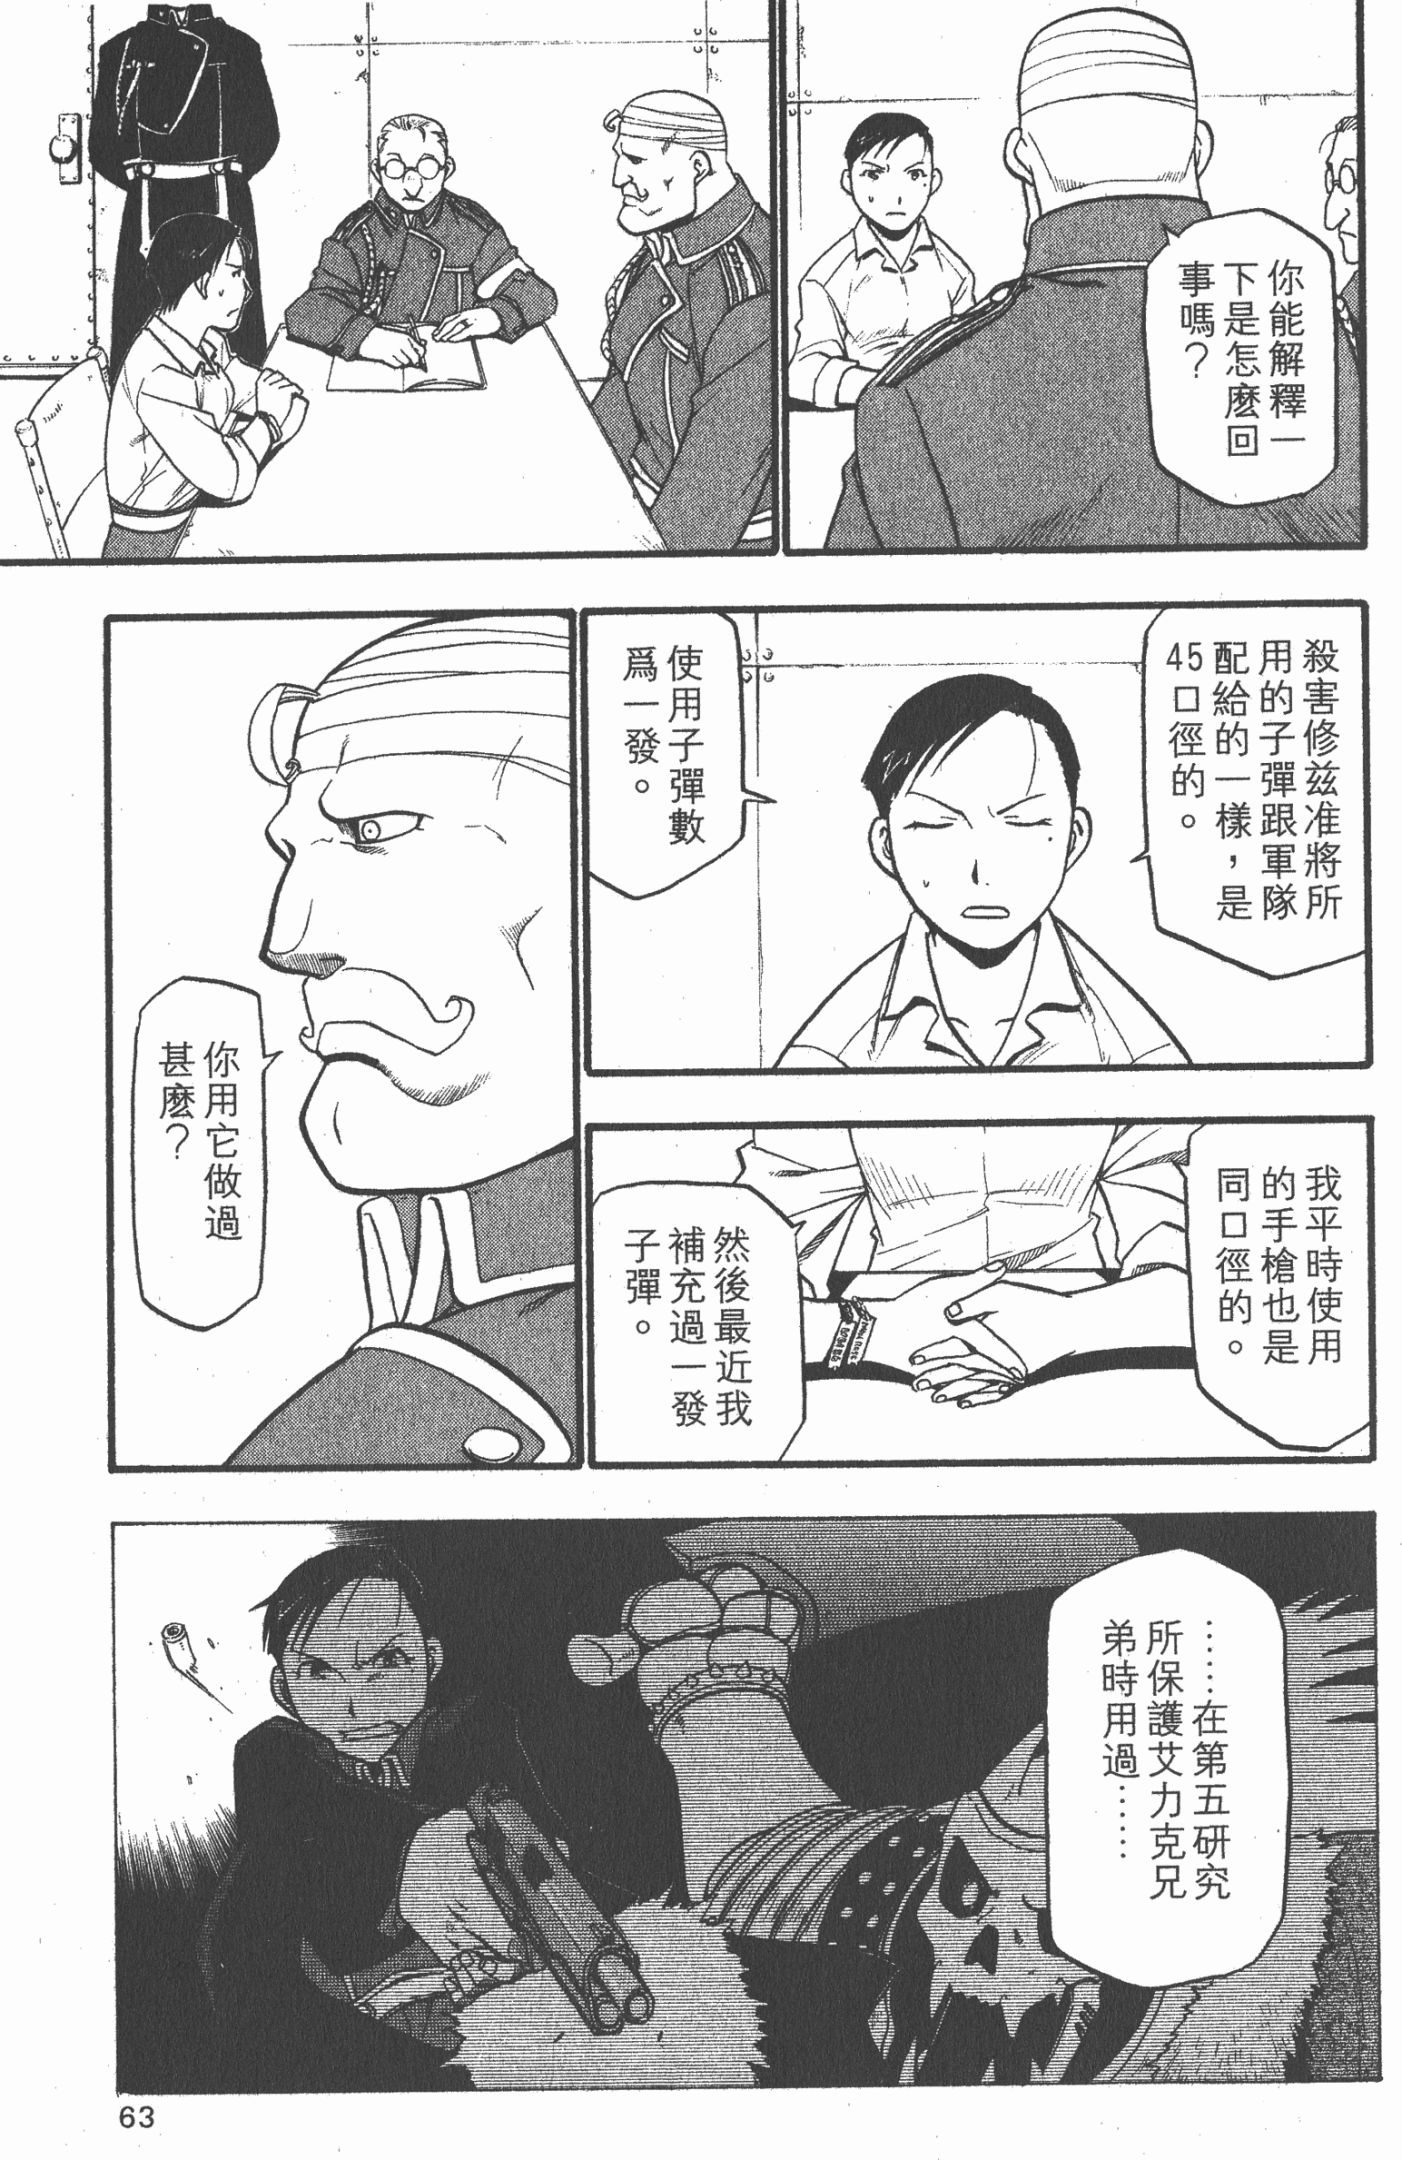 你能解釋一
下是怎麼回
事嗎？
殺害修玆准將所
用的子彈跟軍隊
配給的一樣，是
45口徑的。
使用子彈數
爲一發。
我平時使用
的手槍也是
同口徑的。
然後最近我
補充過一發
子彈。
你用它做過
甚麼？
……在第五研究
所保護艾力克兄
弟時用過……
63